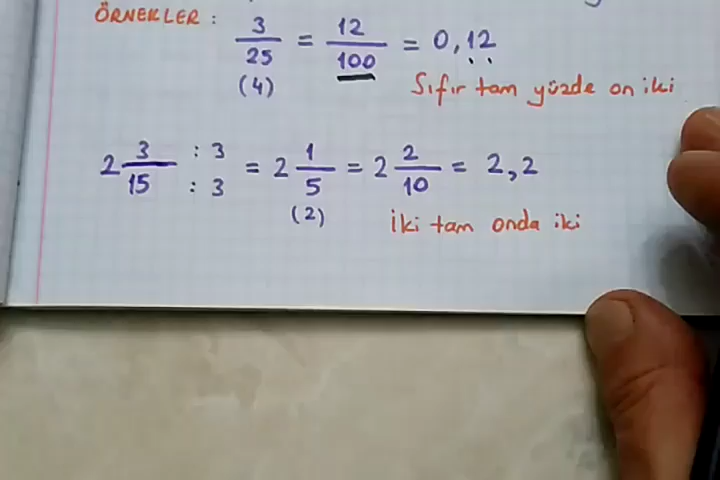 ÖRNEKLER :
3/25 = 12/100 = 0,12
(4)
Sıfır tam yüzde on iki
2 3/15 : 3 : 3 = 2 1/5 = 2 2/10 = 2,2
(2)
İki tam onda iki